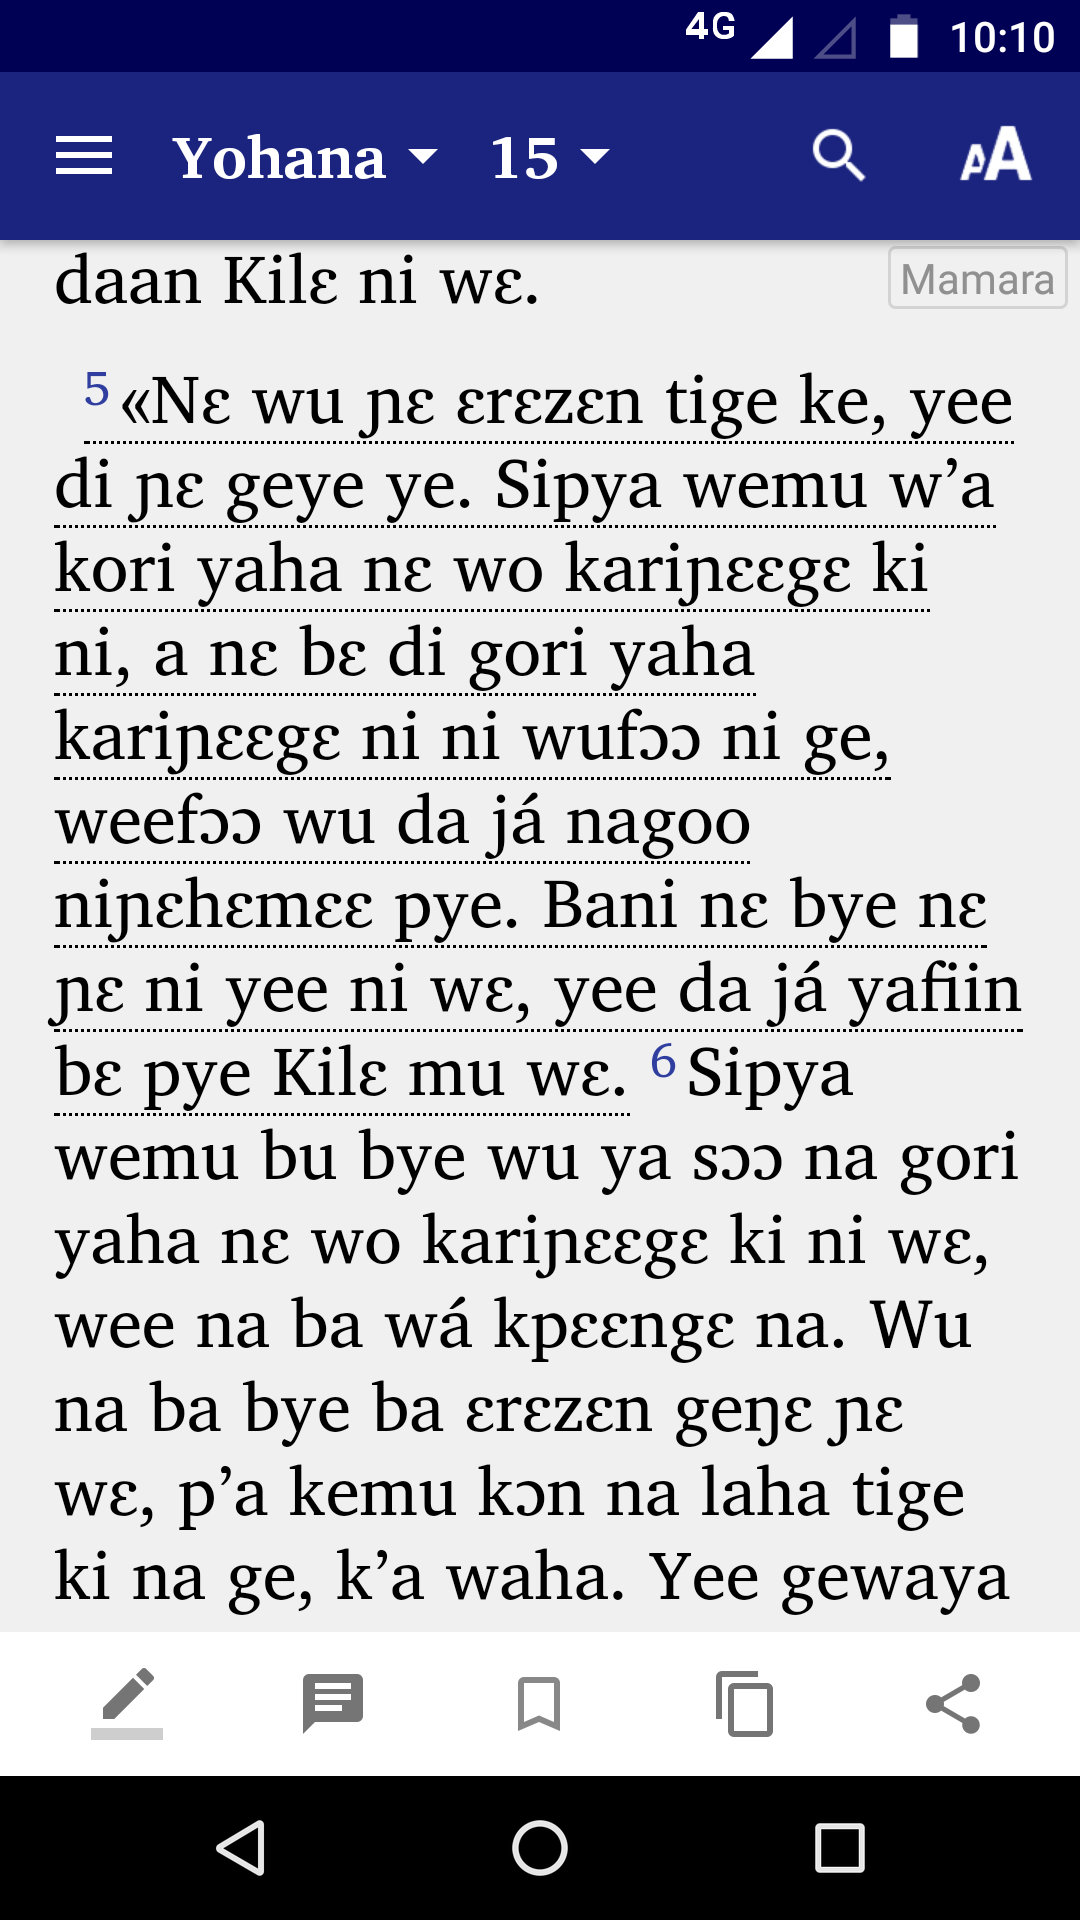 4G 10:10
Yohana 15 AA
daan Kilɛ ni wɛ.
Mamara
5 «Nɛ wu ɲɛ ɛrɛzɛn tige ke, yee
di ɲɛ geye ye. Sipya wemu w’a
kori yaha nɛ wo kariɲɛɛgɛ ki
ni, a nɛ bɛ di gori yaha
kariɲɛɛgɛ ni ni wufɔɔ ni ge,
weefɔɔ wu da já nagoo
niɲɛhɛmɛɛ pye. Bani nɛ bye nɛ
ɲɛ ni yee ni wɛ, yee da já yafiin
bɛ pye Kilɛ mu wɛ. 6 Sipya
wemu bu bye wu ya sɔɔ na gori
yaha nɛ wo kariɲɛɛgɛ ki ni wɛ,
wee na ba wá kpɛɛngɛ na. Wu
na ba bye ba ɛrɛzɛn geŋɛ ɲɛ
wɛ, p’a kemu kɔn na laha tige
ki na ge, k’a waha. Yee gewaya